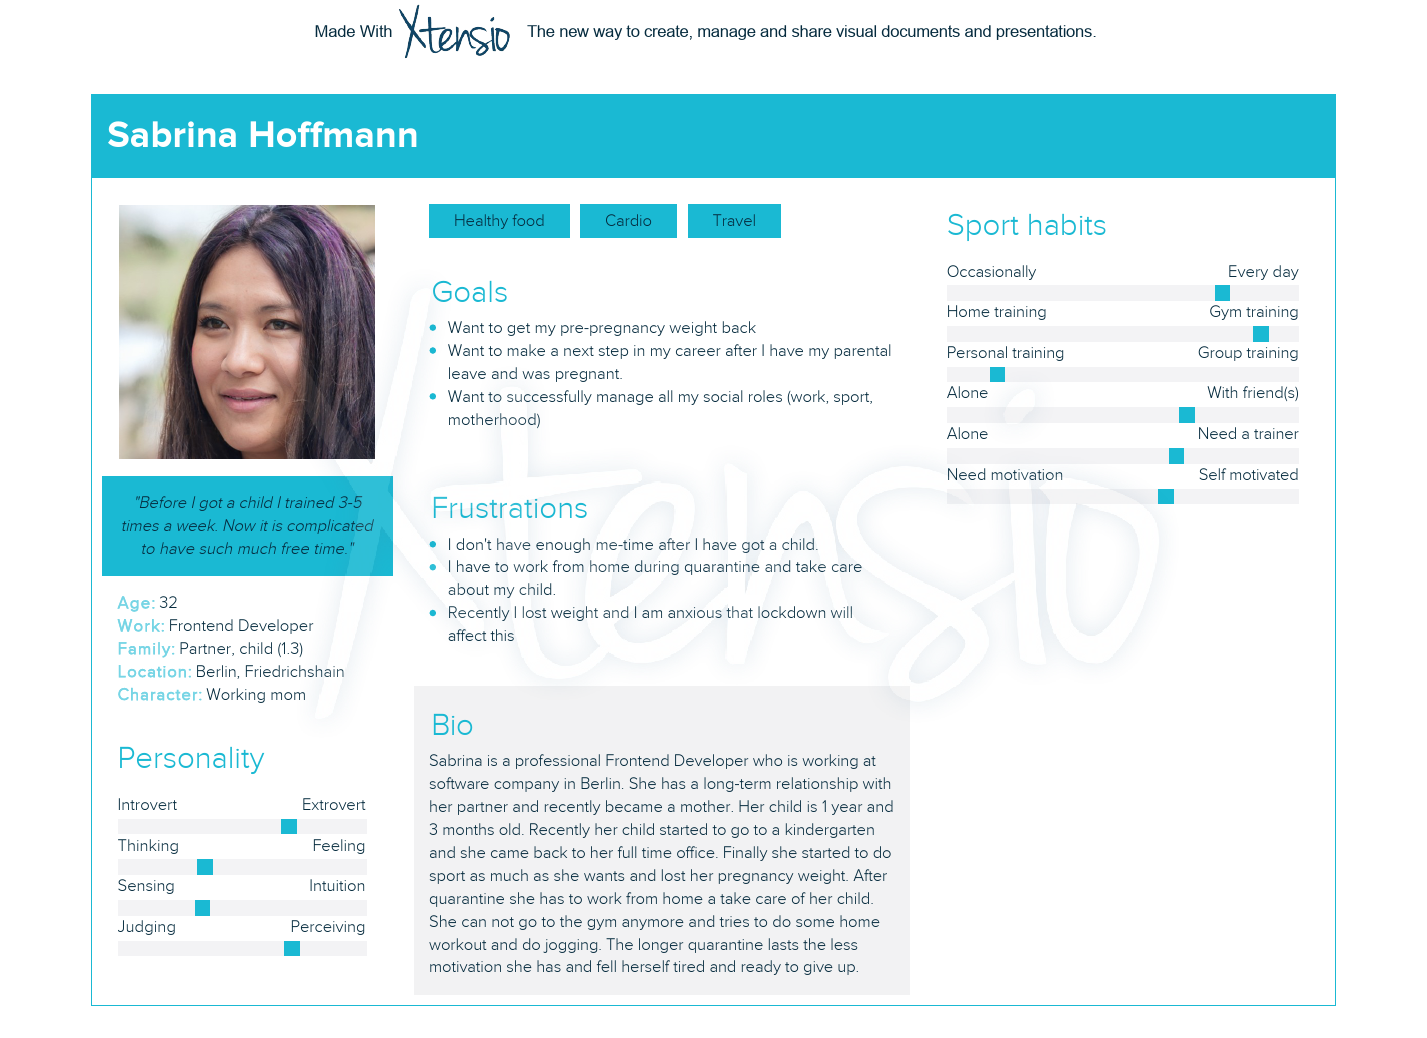 Made With Xtensio The new way to create, manage and share visual documents and presentations.
Sabrina Hoffmann
"Before I got a child I trained 3-5
times a week. Now it is complicated
to have such much free time."
Age: 32
Work: Frontend Developer
Family: Partner, child (1.3)
Location: Berlin, Friedrichshain
Character: Working mom
Personality
Introvert Extrovert
Thinking Feeling
Sensing Intuition
Judging Perceiving
Healthy food Cardio Travel
Goals
Want to get my pre-pregnancy weight back
Want to make a next step in my career after I have my parental
leave and was pregnant.
Want to successfully manage all my social roles (work, sport,
motherhood)
Frustrations
I don't have enough me-time after I have got a child.
I have to work from home during quarantine and take care
about my child.
Recently I lost weight and I am anxious that lockdown will
affect this
Bio
Sabrina is a professional Frontend Developer who is working at
software company in Berlin. She has a long-term relationship with
her partner and recently became a mother. Her child is 1 year and
3 months old. Recently her child started to go to a kindergarten
and she came back to her full time office. Finally she started to do
sport as much as she wants and lost her pregnancy weight. After
quarantine she has to work from home a take care of her child.
She can not go to the gym anymore and tries to do some home
workout and do jogging. The longer quarantine lasts the less
motivation she has and fell herself tired and ready to give up.
Sport habits
Occasionally Every day
Home training Gym training
Personal training Group training
Alone With friend(s)
Alone Need a trainer
Need motivation Self motivated
Xtensio